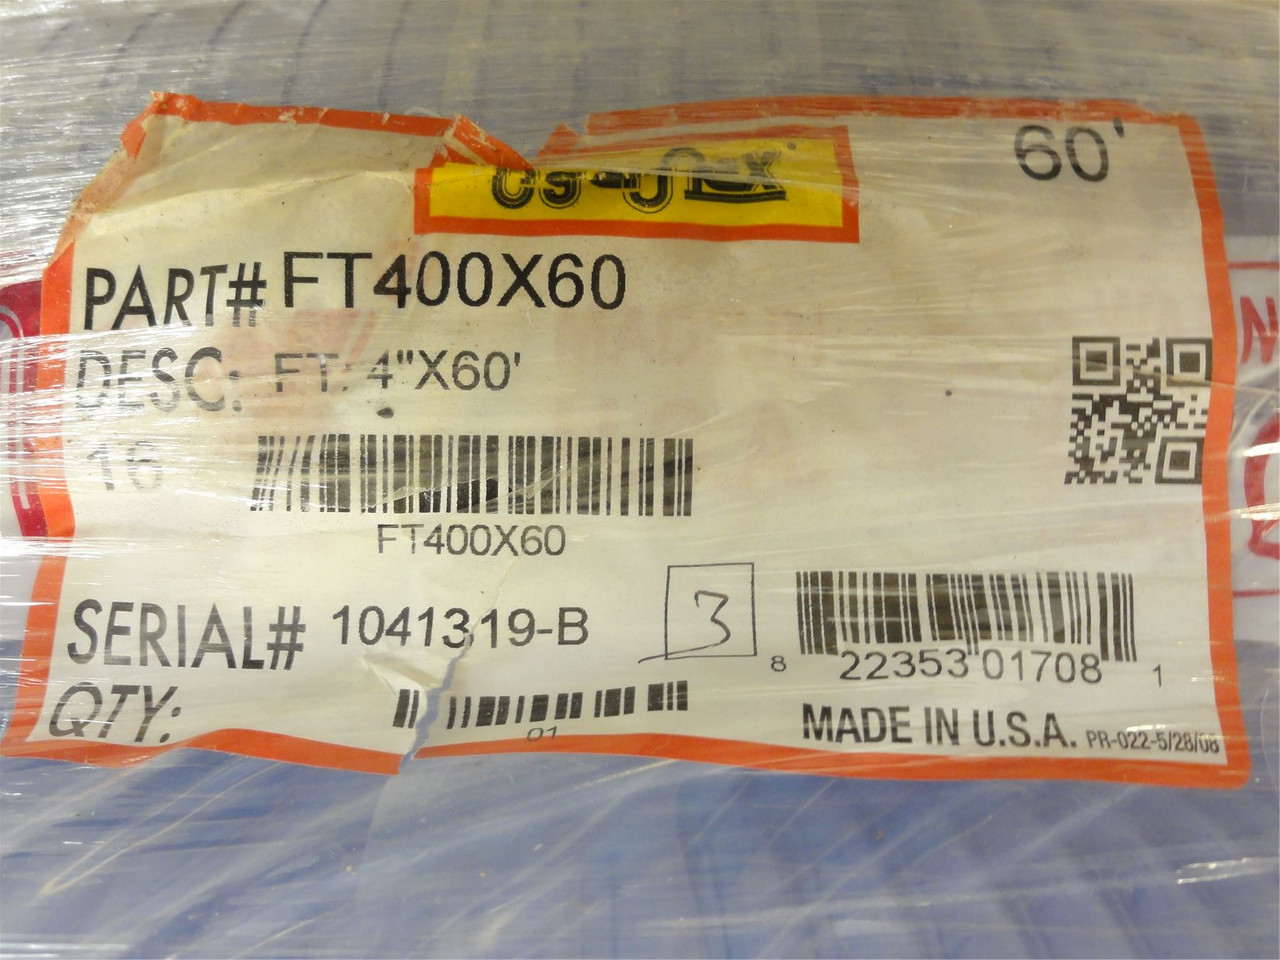 60'
PART# FT400X60
DESC: FT. 4"X60'
16
FT400X60
SERIAL# 1041319-B
3
8 22353 01708 1
QTY:
01
MADE IN U.S.A. PR-022-5/28/08
N